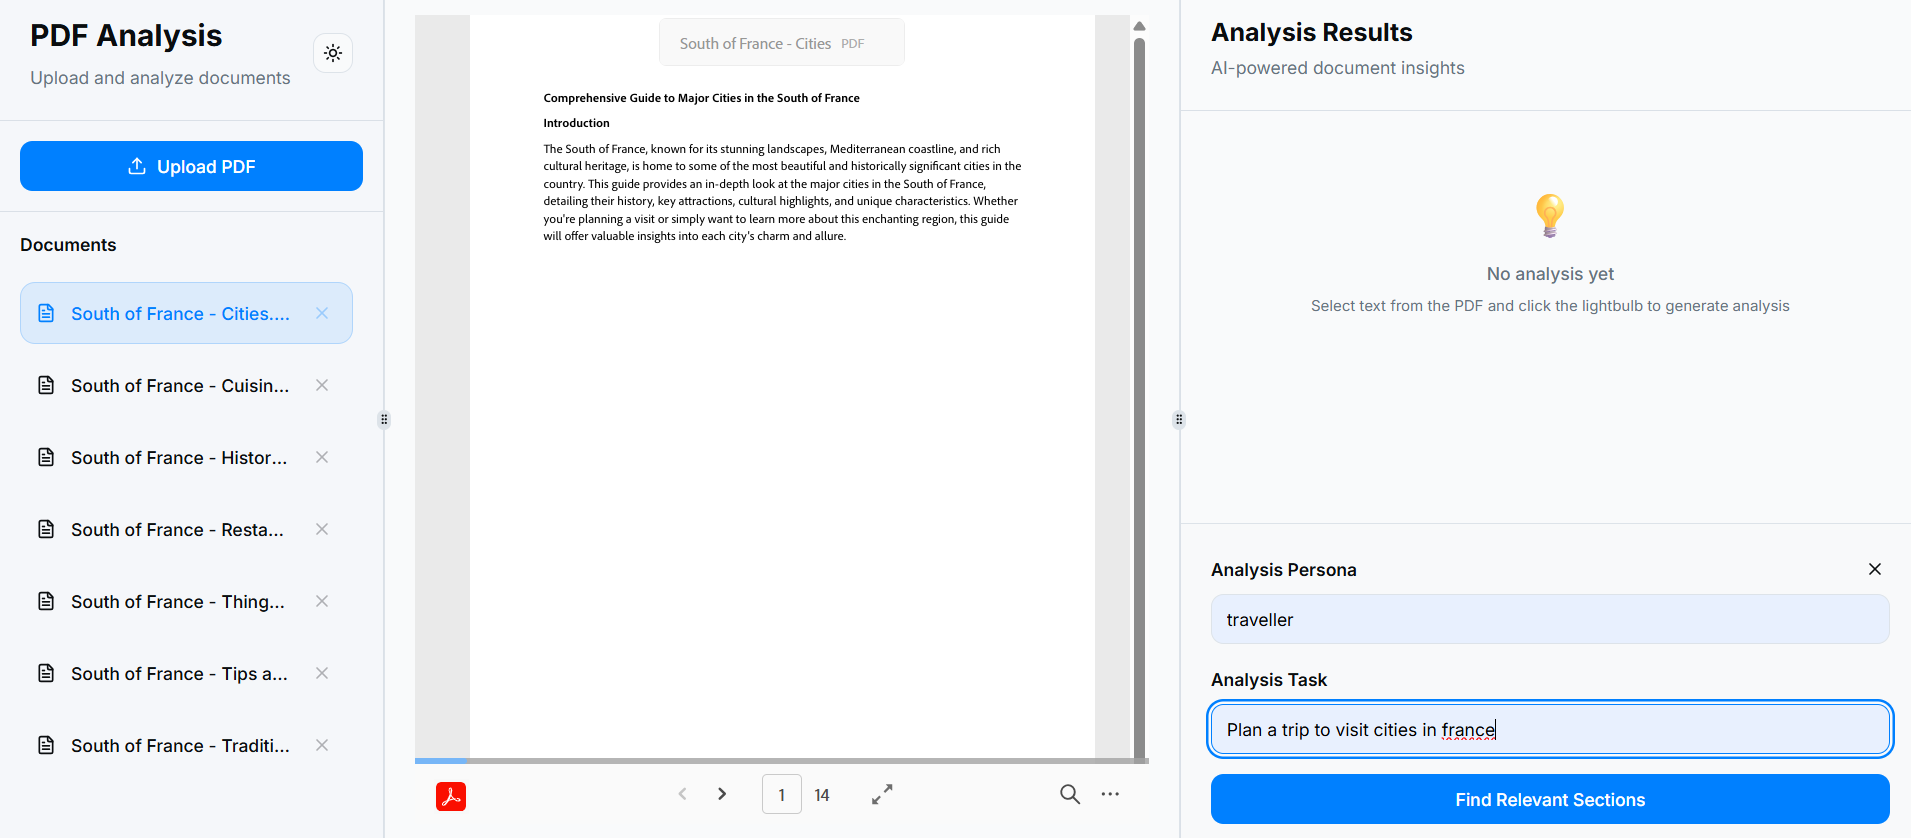 PDF Analysis
Upload and analyze documents
Upload PDF
Documents
South of France - Cities....
South of France - Cuisin...
South of France - Histor...
South of France - Resta...
South of France - Thing...
South of France - Tips a...
South of France - Traditi...
South of France - Cities PDF
Comprehensive Guide to Major Cities in the South of France
Introduction
The South of France, known for its stunning landscapes, Mediterranean coastline, and rich
cultural heritage, is home to some of the most beautiful and historically significant cities in the
country. This guide provides an in-depth look at the major cities in the South of France,
detailing their history, key attractions, cultural highlights, and unique characteristics. Whether
you're planning a visit or simply want to learn more about this enchanting region, this guide
will offer valuable insights into each city's charm and allure.
1 14
Analysis Results
AI-powered document insights
No analysis yet
Select text from the PDF and click the lightbulb to generate analysis
Analysis Persona
traveller
Analysis Task
Plan a trip to visit cities in france
Find Relevant Sections